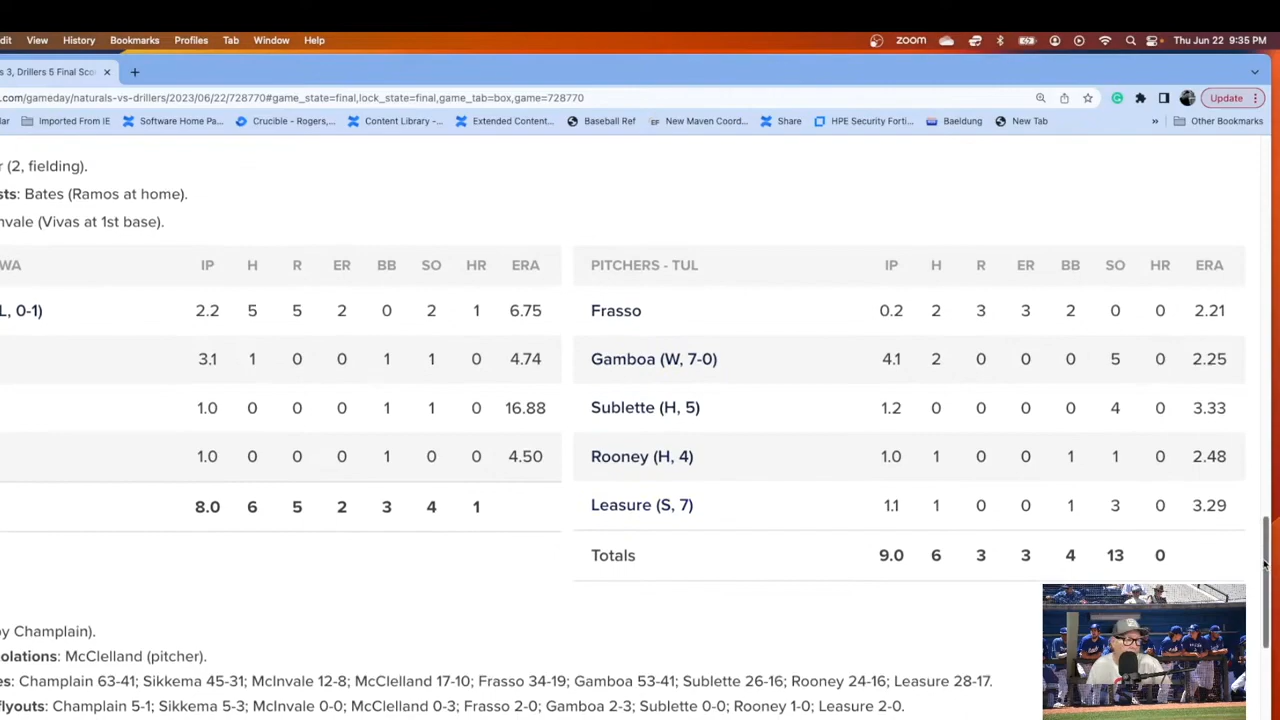 dit View History Bookmarks Profiles Tab Window Help zoom Thu Jun 22 9:35 PM
s 3, Drillers 5 Final Sco
.com/gameday/naturals-vs-drillers/2023/06/22/728770#game_state=final,lock_state=final,game_tab=box,game=728770 Update
dar Imported From IE Software Home Pa... Crucible - Rogers,... Content Library -... Extended Content... Baseball Ref EF New Maven Coord... Share HPE Security Forti... Baeldung New Tab » Other Bookmarks
r (2, fielding).
sts: Bates (Ramos at home).
nvale (Vivas at 1st base).
WA IP H R ER BB SO HR ERA
L, 0-1) 2.2 5 5 2 0 2 1 6.75
3.1 1 0 0 1 1 0 4.74
1.0 0 0 0 1 1 0 16.88
1.0 0 0 0 1 0 0 4.50
8.0 6 5 2 3 4 1
PITCHERS - TUL IP H R ER BB SO HR ERA
Frasso 0.2 2 3 3 2 0 0 2.21
Gamboa (W, 7-0) 4.1 2 0 0 0 5 0 2.25
Sublette (H, 5) 1.2 0 0 0 0 4 0 3.33
Rooney (H, 4) 1.0 1 0 0 1 1 0 2.48
Leasure (S, 7) 1.1 1 0 0 1 3 0 3.29
Totals 9.0 6 3 3 4 13 0
by Champlain).
olations: McClelland (pitcher).
es: Champlain 63-41; Sikkema 45-31; McInvale 12-8; McClelland 17-10; Frasso 34-19; Gamboa 53-41; Sublette 26-16; Rooney 24-16; Leasure 28-17.
flyouts: Champlain 5-1; Sikkema 5-3; McInvale 0-0; McClelland 0-3; Frasso 2-0; Gamboa 2-3; Sublette 0-0; Rooney 1-0; Leasure 2-0.